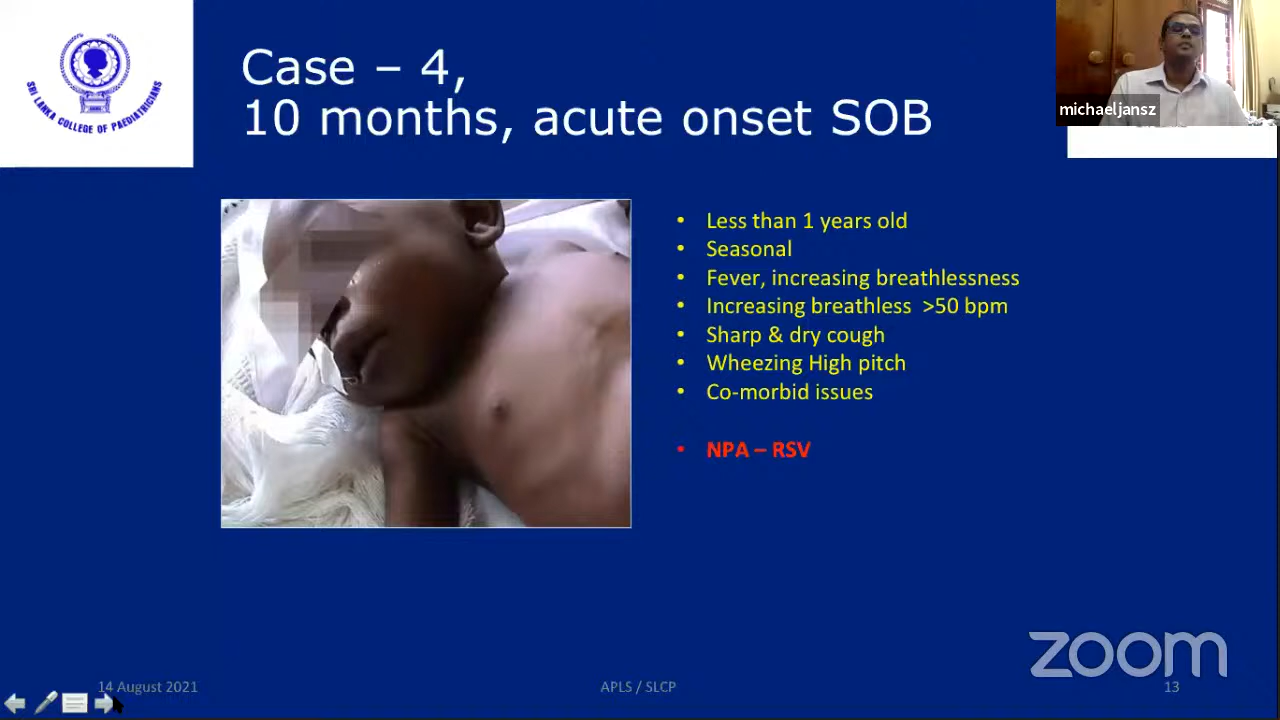 SRI LANKA COLLEGE OF PAEDIATRICIANS
Case – 4,
10 months, acute onset SOB
michaeljansz
• Less than 1 years old
• Seasonal
• Fever, increasing breathlessness
• Increasing breathless >50 bpm
• Sharp & dry cough
• Wheezing High pitch
• Co-morbid issues
• NPA – RSV
zoom
14 August 2021
APLS / SLCP
13